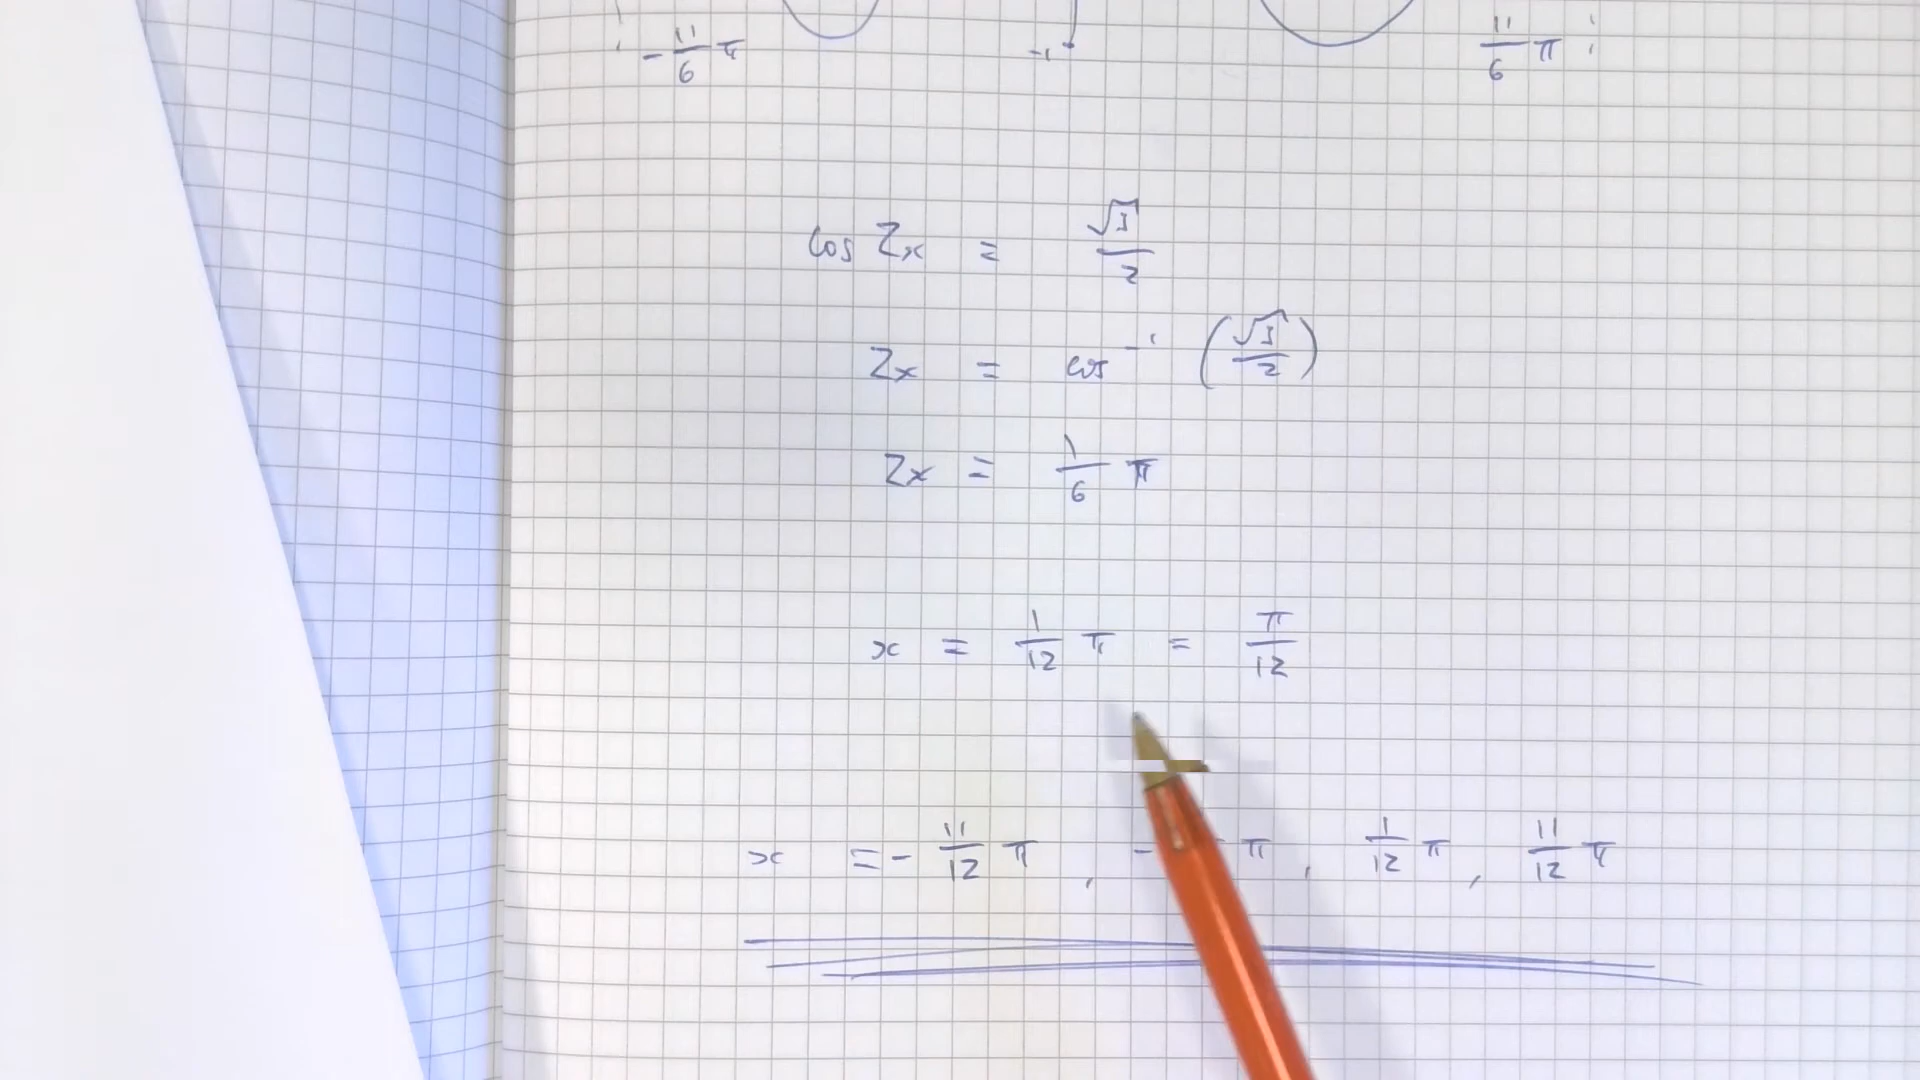 -11/6 π -1 11/6 π
cos 2x = √3/2
2x = cos⁻¹ (√3/2)
2x = 1/6 π
x = 1/12 π = π/12
x = -11/12 π, - π, 1/12 π, 11/12 π